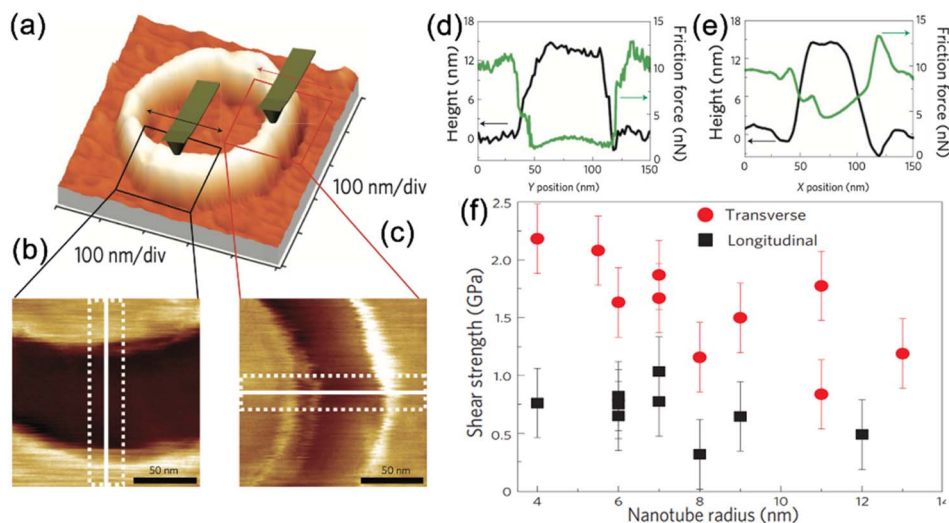 (a)
100 nm/div
100 nm/div
(b)
50 nm
(c)
50 nm
(d)
Height (nm)
18
12
6
0
Friction force (nN)
15
10
5
0
0 50 100 150
Y position (nm)
(e)
Height (nm)
18
12
6
0
Friction force (nN)
15
10
5
0
0 50 100 150
X position (nm)
(f)
Transverse
Longitudinal
Shear strength (GPa)
2.5
2.0
1.5
1.0
0.5
0
4 6 8 10 12 14
Nanotube radius (nm)